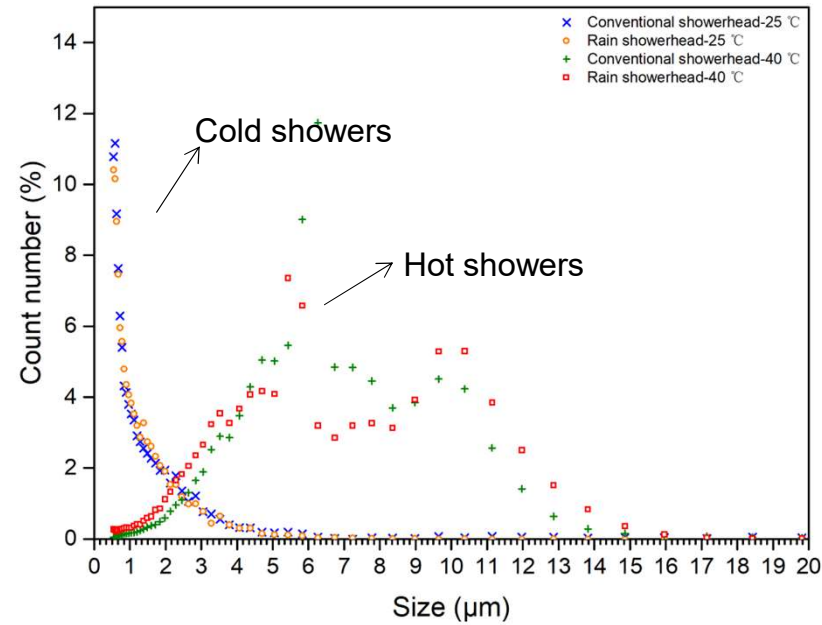 Conventional showerhead-25 ℃
Rain showerhead-25 ℃
Conventional showerhead-40 ℃
Rain showerhead-40 ℃
14
12
10
8
6
4
2
0
Count number (%)
Cold showers
Hot showers
0 1 2 3 4 5 6 7 8 9 10 11 12 13 14 15 16 17 18 19 20
Size (μm)